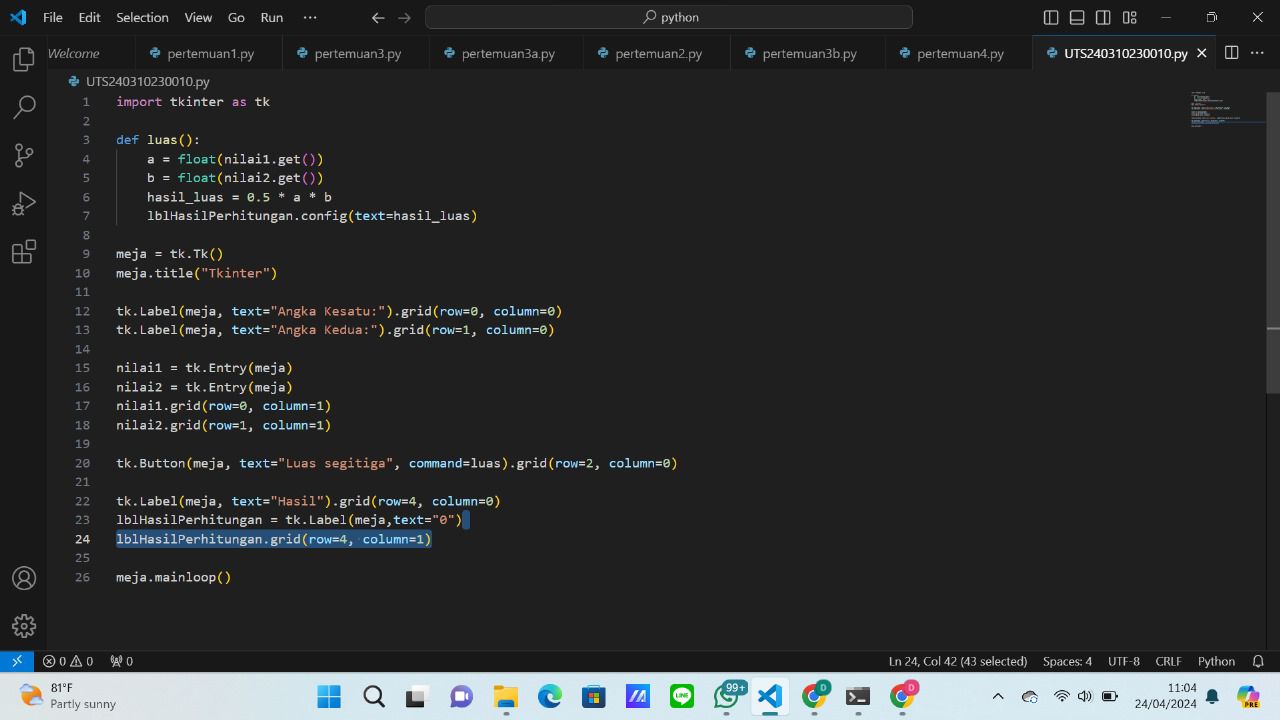 File Edit Selection View Go Run ··· python
Welcome pertemuan1.py pertemuan3.py pertemuan3a.py pertemuan2.py pertemuan3b.py pertemuan4.py UTS240310230010.py
UTS240310230010.py
1 import tkinter as tk
2
3 def luas():
4     a = float(nilai1.get())
5     b = float(nilai2.get())
6     hasil_luas = 0.5 * a * b
7     lblHasilPerhitungan.config(text=hasil_luas)
8
9 meja = tk.Tk()
10 meja.title("Tkinter")
11
12 tk.Label(meja, text="Angka Kesatu:").grid(row=0, column=0)
13 tk.Label(meja, text="Angka Kedua:").grid(row=1, column=0)
14
15 nilai1 = tk.Entry(meja)
16 nilai2 = tk.Entry(meja)
17 nilai1.grid(row=0, column=1)
18 nilai2.grid(row=1, column=1)
19
20 tk.Button(meja, text="Luas segitiga", command=luas).grid(row=2, column=0)
21
22 tk.Label(meja, text="Hasil").grid(row=4, column=0)
23 lblHasilPerhitungan = tk.Label(meja,text="0")
24 lblHasilPerhitungan.grid(row=4, column=1)
25
26 meja.mainloop()
0 0 0 Ln 24, Col 42 (43 selected) Spaces: 4 UTF-8 CRLF Python
81°F
Partly sunny
LINE
99+
D
D
11:04
24/04/2024
PRE